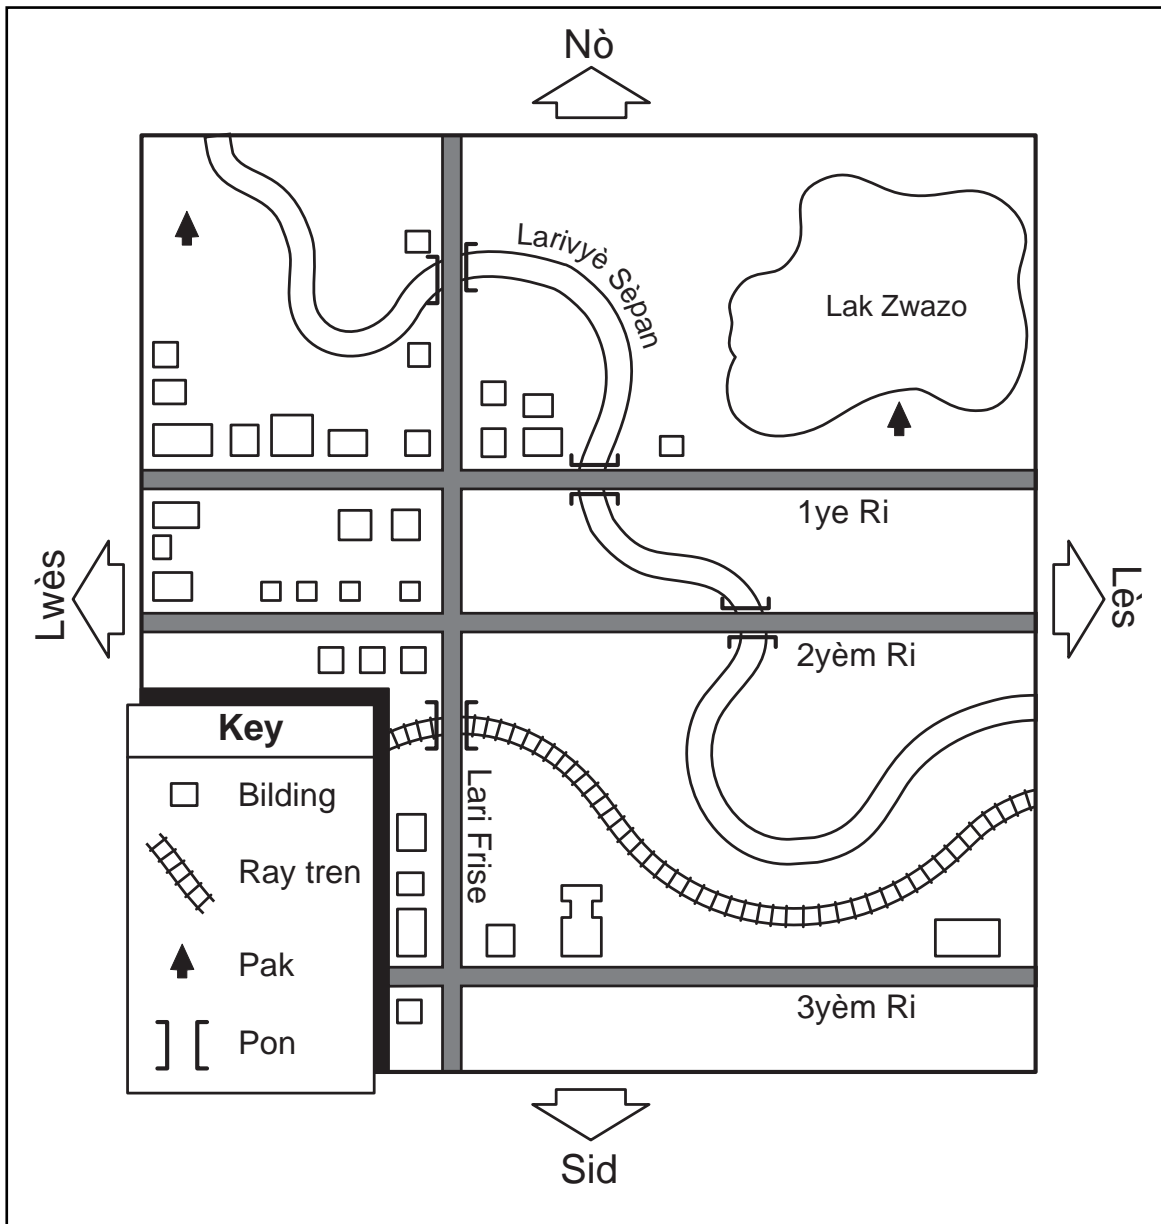 Nò
Larivyè Sèpan
Lak Zwazo
1ye Ri
Lwès
Lès
2yèm Ri
Key
Bilding
Ray tren
Pak
Pon
Lari Frise
3yèm Ri
Sid